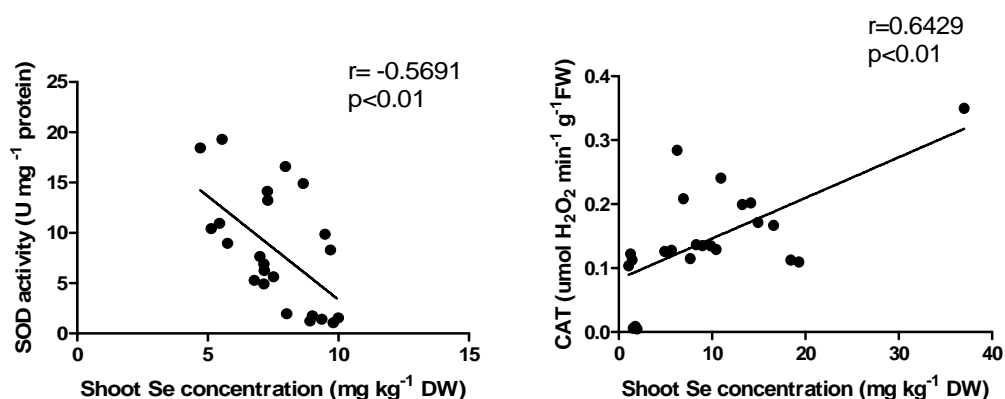 r= -0.5691
p<0.01
SOD activity (U mg⁻¹ protein)
25
20
15
10
5
0
0 5 10 15
Shoot Se concentration (mg kg⁻¹ DW)
r=0.6429
p<0.01
CAT (umol H₂O₂ min⁻¹ g⁻¹FW)
0.4
0.3
0.2
0.1
0.0
0 10 20 30 40
Shoot Se concentration (mg kg⁻¹ DW)